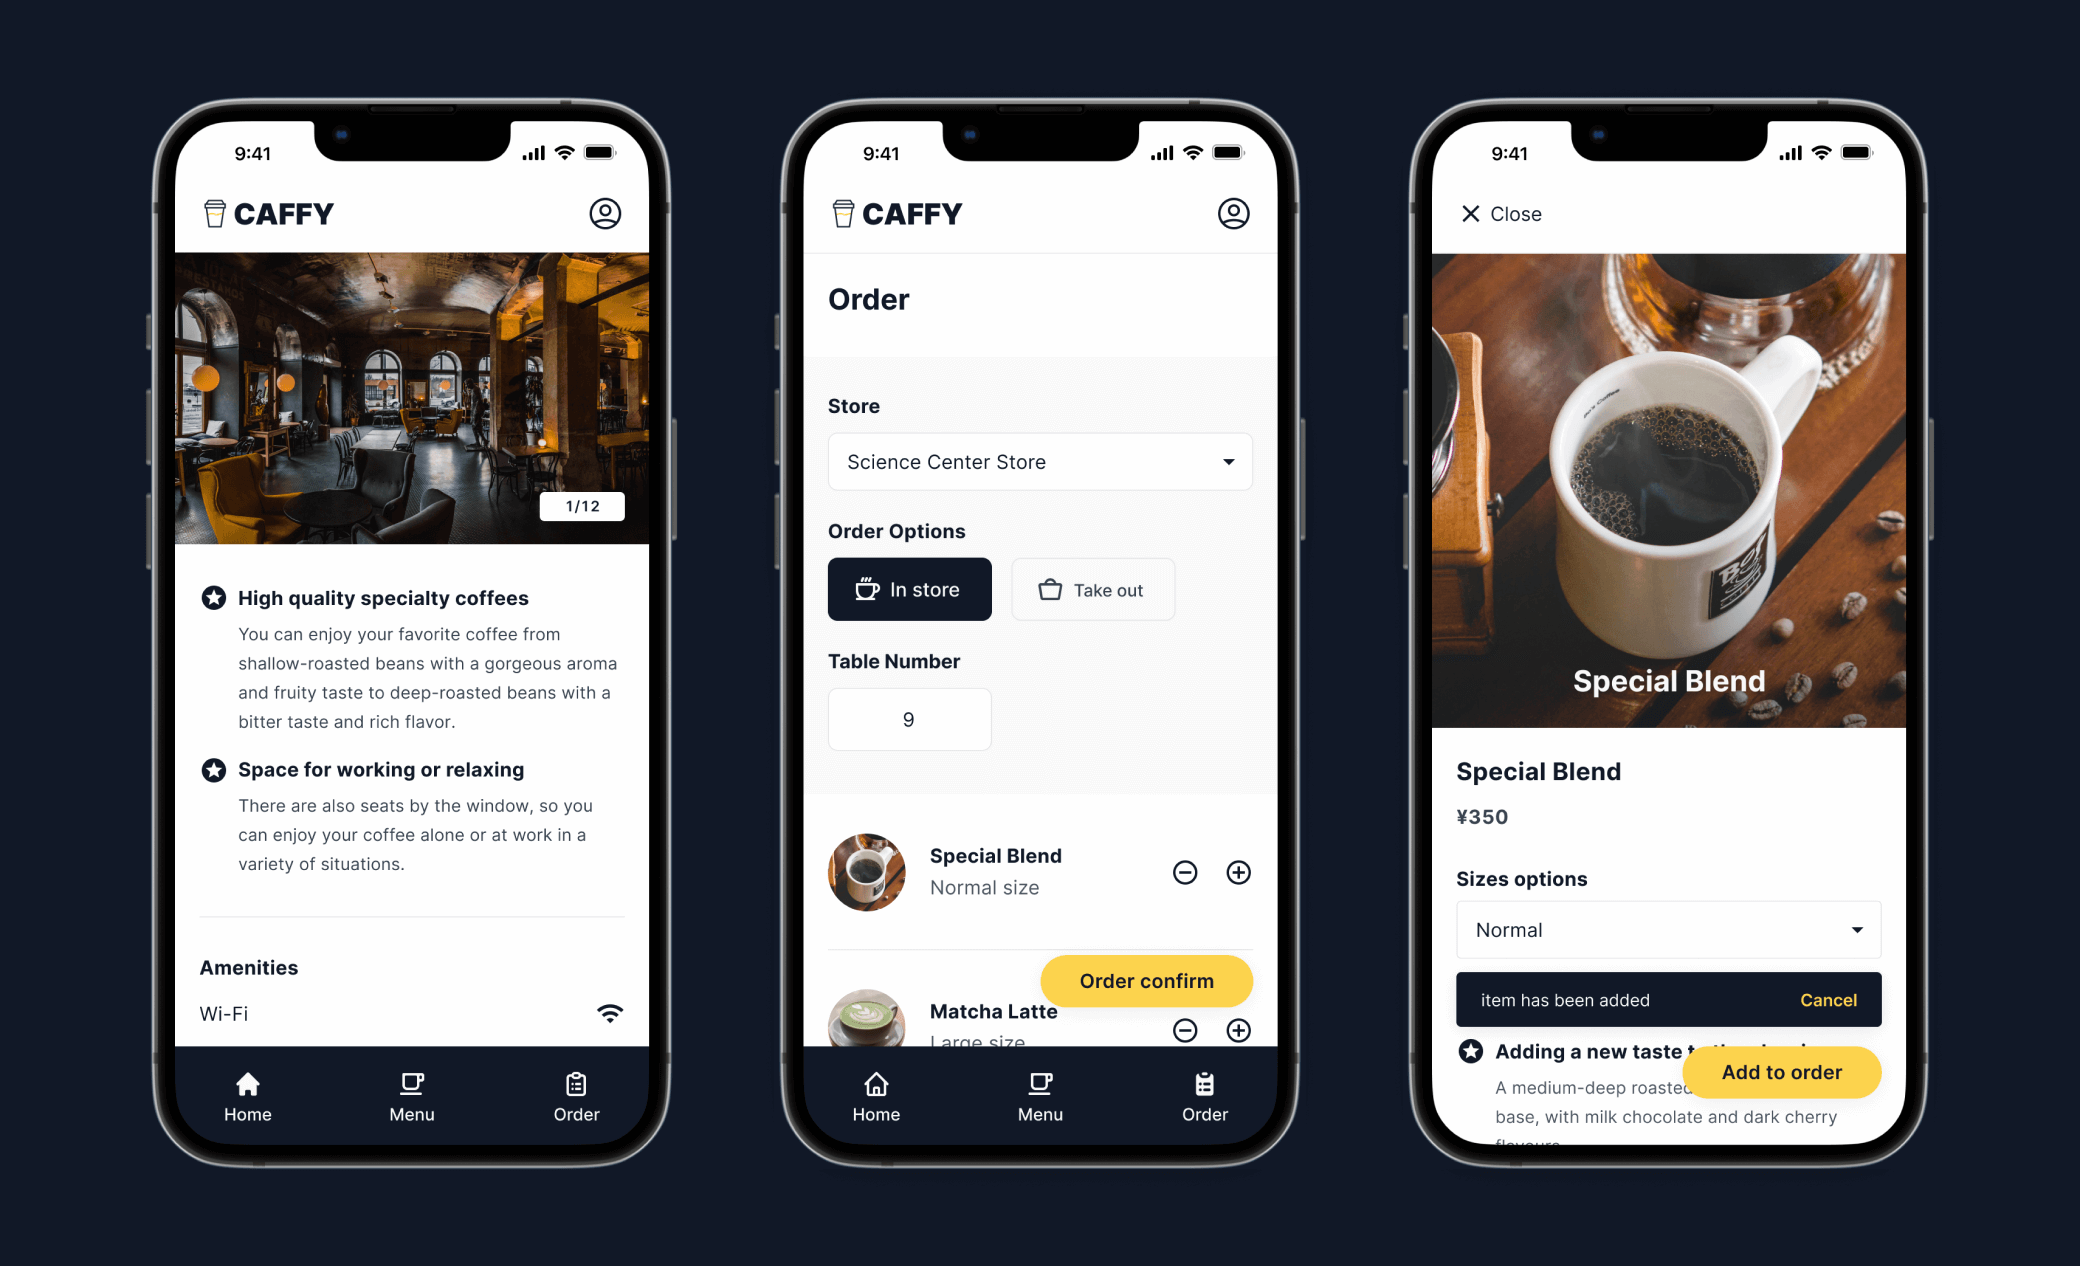 9:41
CAFFY
1/12
High quality specialty coffees
You can enjoy your favorite coffee from
shallow-roasted beans with a gorgeous aroma
and fruity taste to deep-roasted beans with a
bitter taste and rich flavor.
Space for working or relaxing
There are also seats by the window, so you
can enjoy your coffee alone or at work in a
variety of situations.
Amenities
Wi-Fi
Home
Menu
Order
9:41
CAFFY
Order
Store
Science Center Store
Order Options
In store
Take out
Table Number
9
Special Blend
Normal size
Order confirm
Matcha Latte
Large size
Home
Menu
Order
9:41
Close
Bo's Coffee
BO'S
Special Blend
Special Blend
¥350
Sizes options
Normal
item has been added
Cancel
Adding a new taste
Add to order
A medium-deep roasted
base, with milk chocolate and dark cherry
flavours